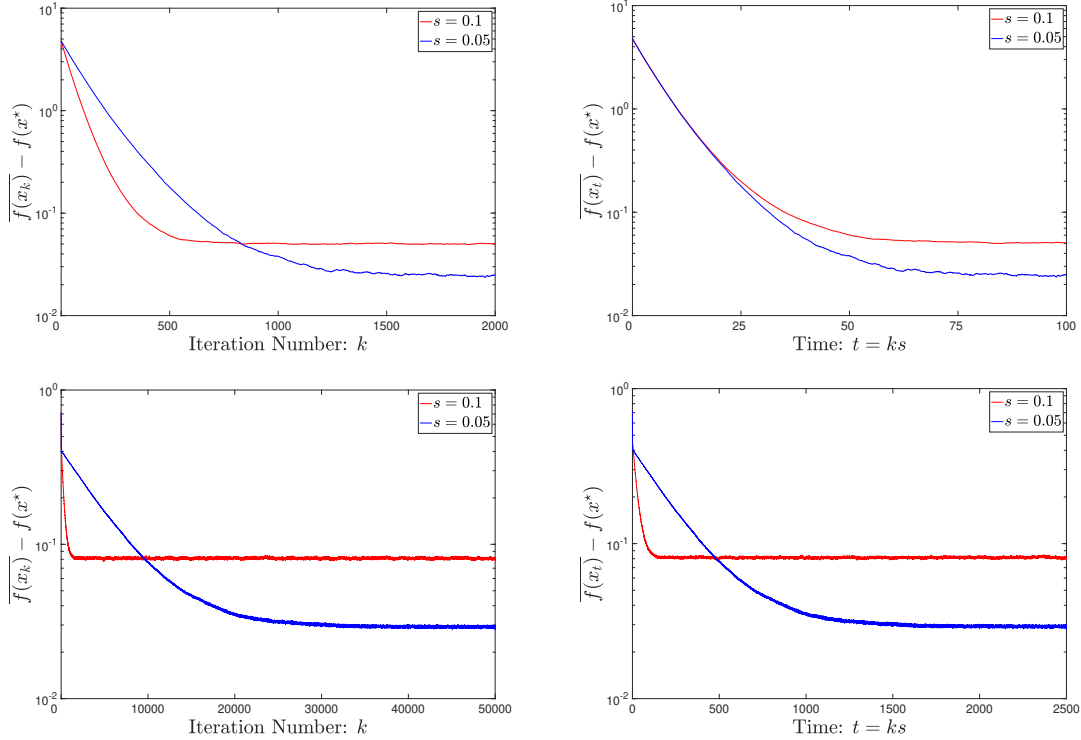 10^1
10^0
10^-1
10^-2
0
500
1000
1500
2000
Iteration Number: k
f(x_k) − f(x^⋆)
s = 0.1
s = 0.05
10^1
10^0
10^-1
10^-2
0
25
50
75
100
Time: t = ks
f(x_t) − f(x^⋆)
s = 0.1
s = 0.05
10^0
10^-1
10^-2
0
10000
20000
30000
40000
50000
Iteration Number: k
f(x_k) − f(x^⋆)
s = 0.1
s = 0.05
10^0
10^-1
10^-2
0
500
1000
1500
2000
2500
Time: t = ks
f(x_t) − f(x^⋆)
s = 0.1
s = 0.05